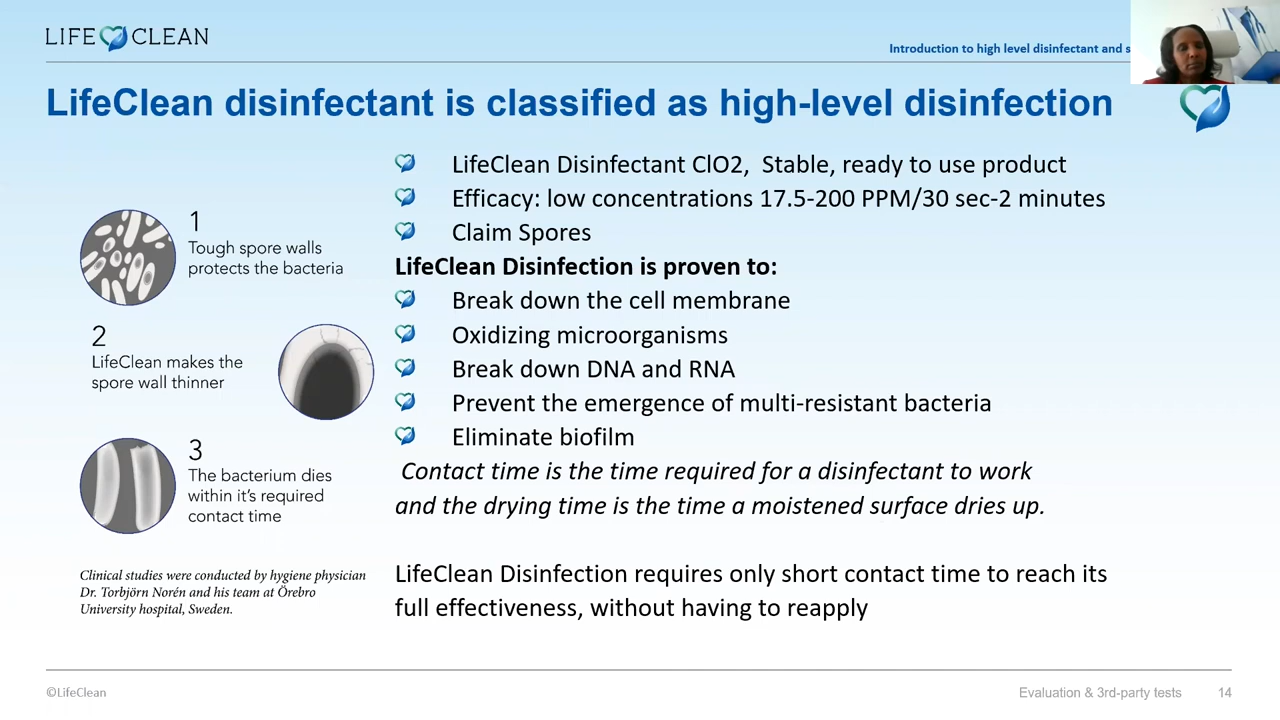 LIFE CLEAN
Introduction to high level disinfectant and
LifeClean disinfectant is classified as high-level disinfection
1
Tough spore walls
protects the bacteria
2
LifeClean makes the
spore wall thinner
3
The bacterium dies
within it's required
contact time
Clinical studies were conducted by hygiene physician
Dr. Torbjörn Norén and his team at Örebro
University hospital, Sweden.
LifeClean Disinfectant ClO2, Stable, ready to use product
Efficacy: low concentrations 17.5-200 PPM/30 sec-2 minutes
Claim Spores
LifeClean Disinfection is proven to:
Break down the cell membrane
Oxidizing microorganisms
Break down DNA and RNA
Prevent the emergence of multi-resistant bacteria
Eliminate biofilm
Contact time is the time required for a disinfectant to work
and the drying time is the time a moistened surface dries up.
LifeClean Disinfection requires only short contact time to reach its
full effectiveness, without having to reapply
©LifeClean
Evaluation & 3rd-party tests 14